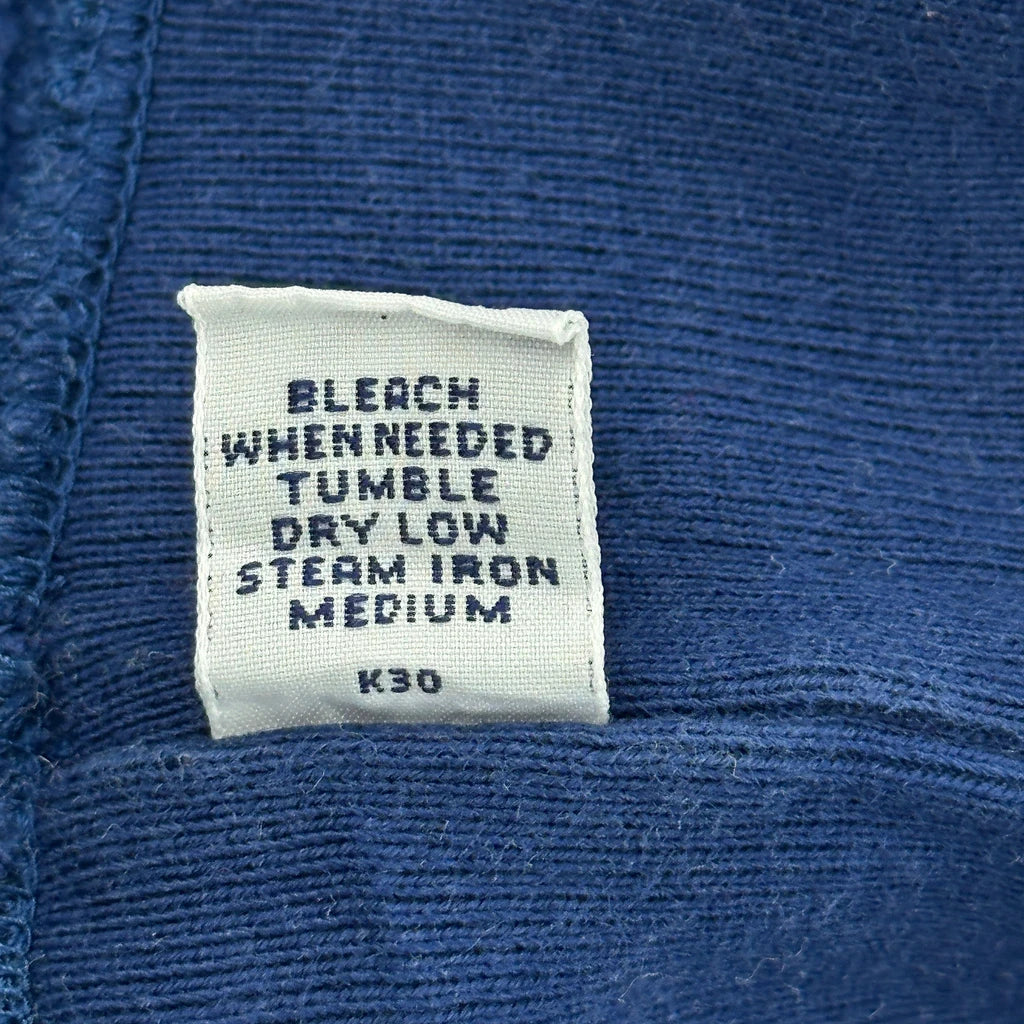 BLEACH
WHEN NEEDED
TUMBLE
DRY LOW
STEAM IRON
MEDIUM
K30